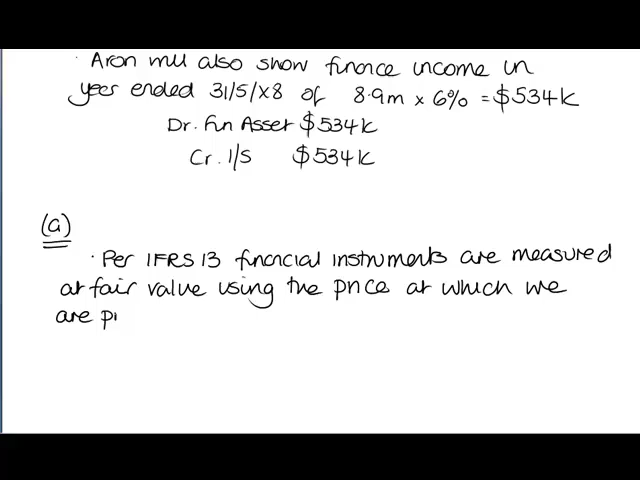 · Aron will also show finance income in
year ended 31/5/x8 of 8.9m x 6% = $534k
Dr. Fin Asset $534k
Cr. I/S $534k
(a)
· Per IFRS 13 financial instruments are measured
at fair value using the price at which we
are p